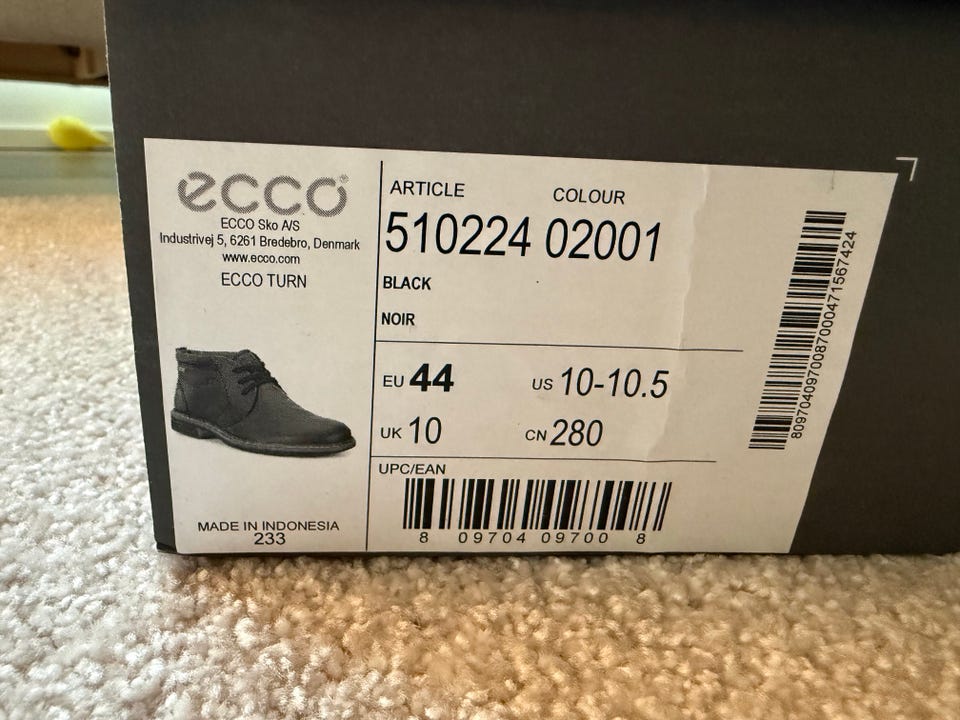 ecco®
ECCO Sko A/S
Industrivej 5, 6261 Bredebro, Denmark
www.ecco.com
ECCO TURN
MADE IN INDONESIA
233
ARTICLE COLOUR
510224 02001
BLACK
NOIR
EU 44 US 10-10.5
UK 10 CN 280
UPC/EAN
8 09704 09700 8
8097040970087000471567424